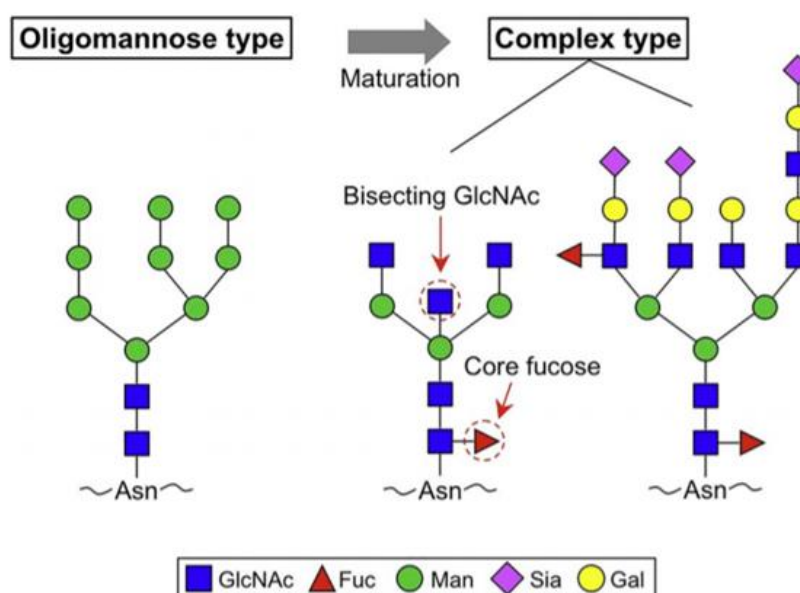 Oligomannose type
Maturation
Complex type
Bisecting GlcNAc
Core fucose
Asn
Asn
Asn
GlcNAc Fuc Man Sia Gal